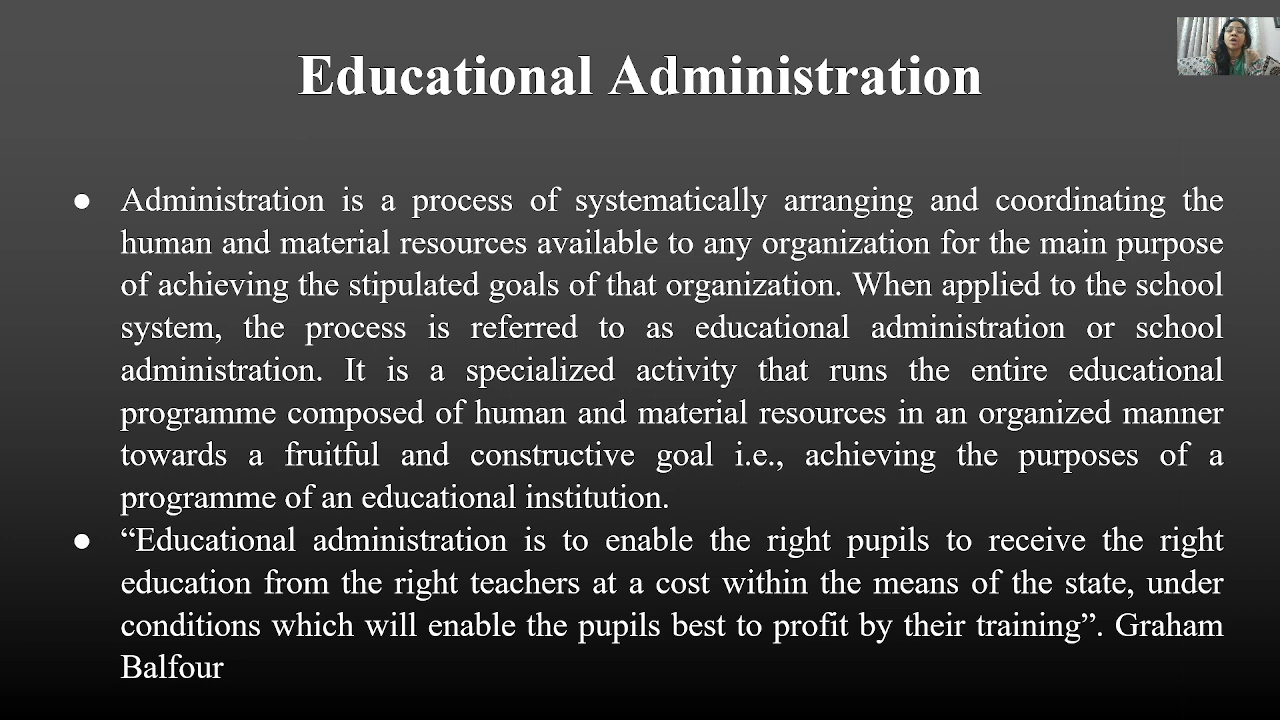 Educational Administration
● Administration is a process of systematically arranging and coordinating the
human and material resources available to any organization for the main purpose
of achieving the stipulated goals of that organization. When applied to the school
system, the process is referred to as educational administration or school
administration. It is a specialized activity that runs the entire educational
programme composed of human and material resources in an organized manner
towards a fruitful and constructive goal i.e., achieving the purposes of a
programme of an educational institution.
● “Educational administration is to enable the right pupils to receive the right
education from the right teachers at a cost within the means of the state, under
conditions which will enable the pupils best to profit by their training”. Graham
Balfour